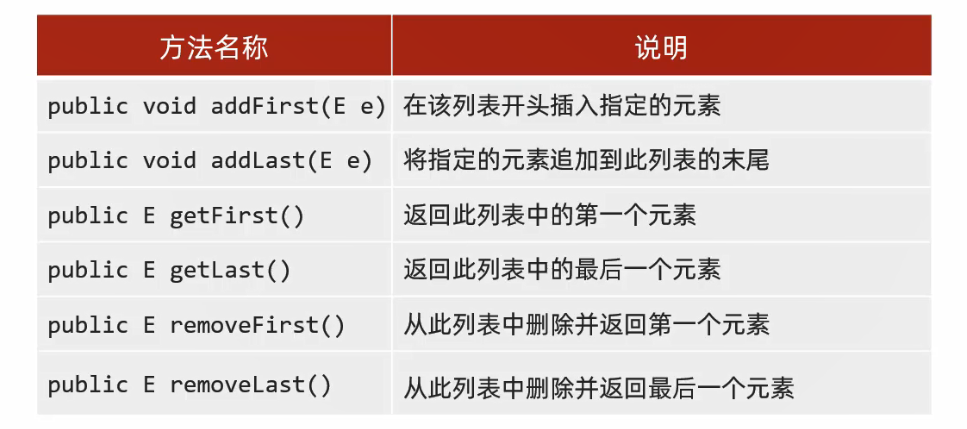 方法名称 说明
public void addFirst(E e) 在该列表开头插入指定的元素
public void addLast(E e) 将指定的元素追加到此列表的末尾
public E getFirst() 返回此列表中的第一个元素
public E getLast() 返回此列表中的最后一个元素
public E removeFirst() 从此列表中删除并返回第一个元素
public E removeLast() 从此列表中删除并返回最后一个元素